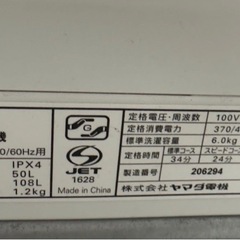 機
定格電圧・周波数 100V
0/60Hz用
定格消費電力 370/4
定格洗濯容量 6.0kg
標準コース スピードコース
標準時間 34分 24分
製造番号 206294
株式会社 ヤマダ電機
IPX4
50L
108L
1.2kg
G
JET
1628
Made in China